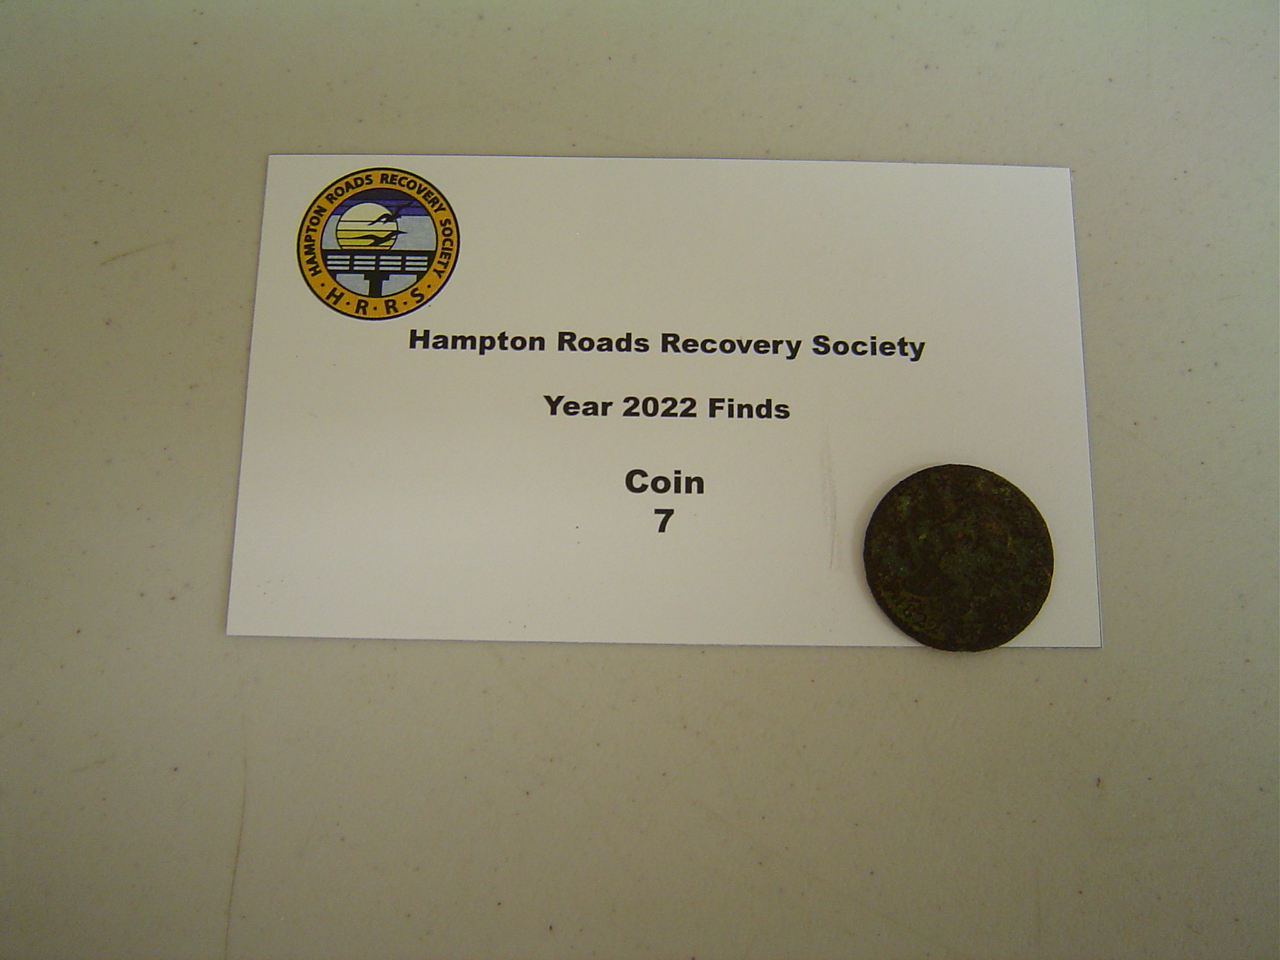 HAMPTON ROADS RECOVERY SOCIETY
· H · R · R · S ·
Hampton Roads Recovery Society
Year 2022 Finds
Coin
7